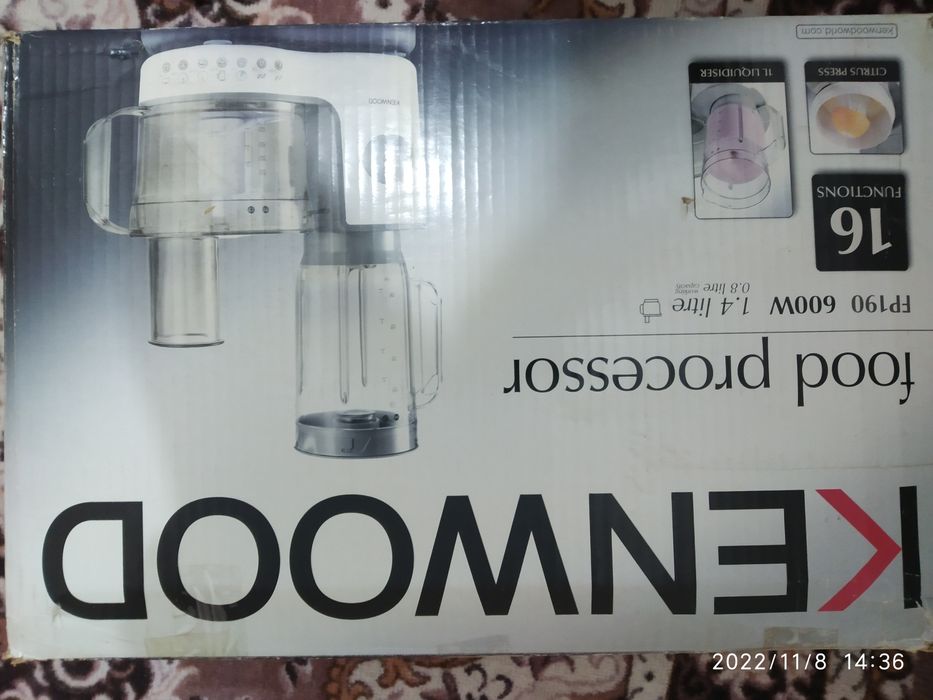 KENWOOD
food processor
FP190 600W 1.4 litre
0.8 litre working capacity
16
FUNCTIONS
CITRUS PRESS
1L LIQUIDISER
kenwoodworld.com
KENWOOD
2022/11/8 14:36